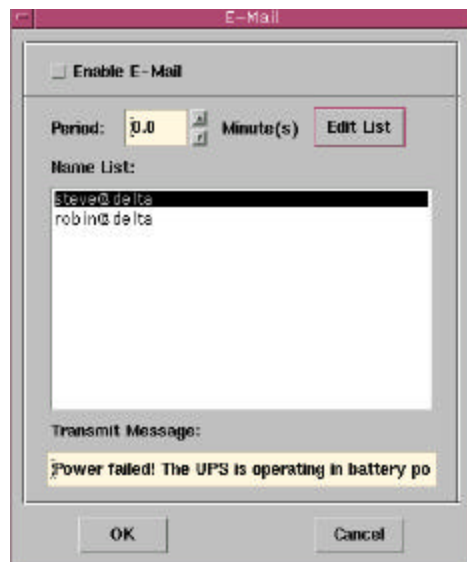 E-Mail
Enable E-Mail
Period: 0.0 Minute(s) Edit List
Name List:
steve@delta
robin@delta
Transmit Message:
Power failed! The UPS is operating in battery po
OK Cancel